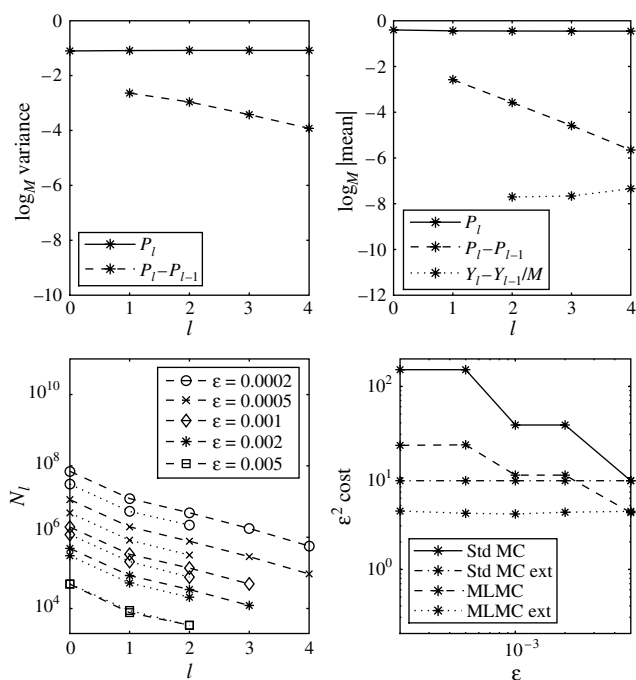 0
−2
−4
−6
−8
−10
log_M variance
P_l
P_l−P_{l−1}
0 1 2 3 4
l
0
−2
−4
−6
−8
−10
−12
log_M |mean|
P_l
P_l−P_{l−1}
Y_l−Y_{l−1}/M
0 1 2 3 4
l
10^10
10^8
10^6
10^4
N_l
ε = 0.0002
ε = 0.0005
ε = 0.001
ε = 0.002
ε = 0.005
0 1 2 3 4
l
10^2
10^1
10^0
ε^2 cost
Std MC
Std MC ext
MLMC
MLMC ext
10^−3
ε